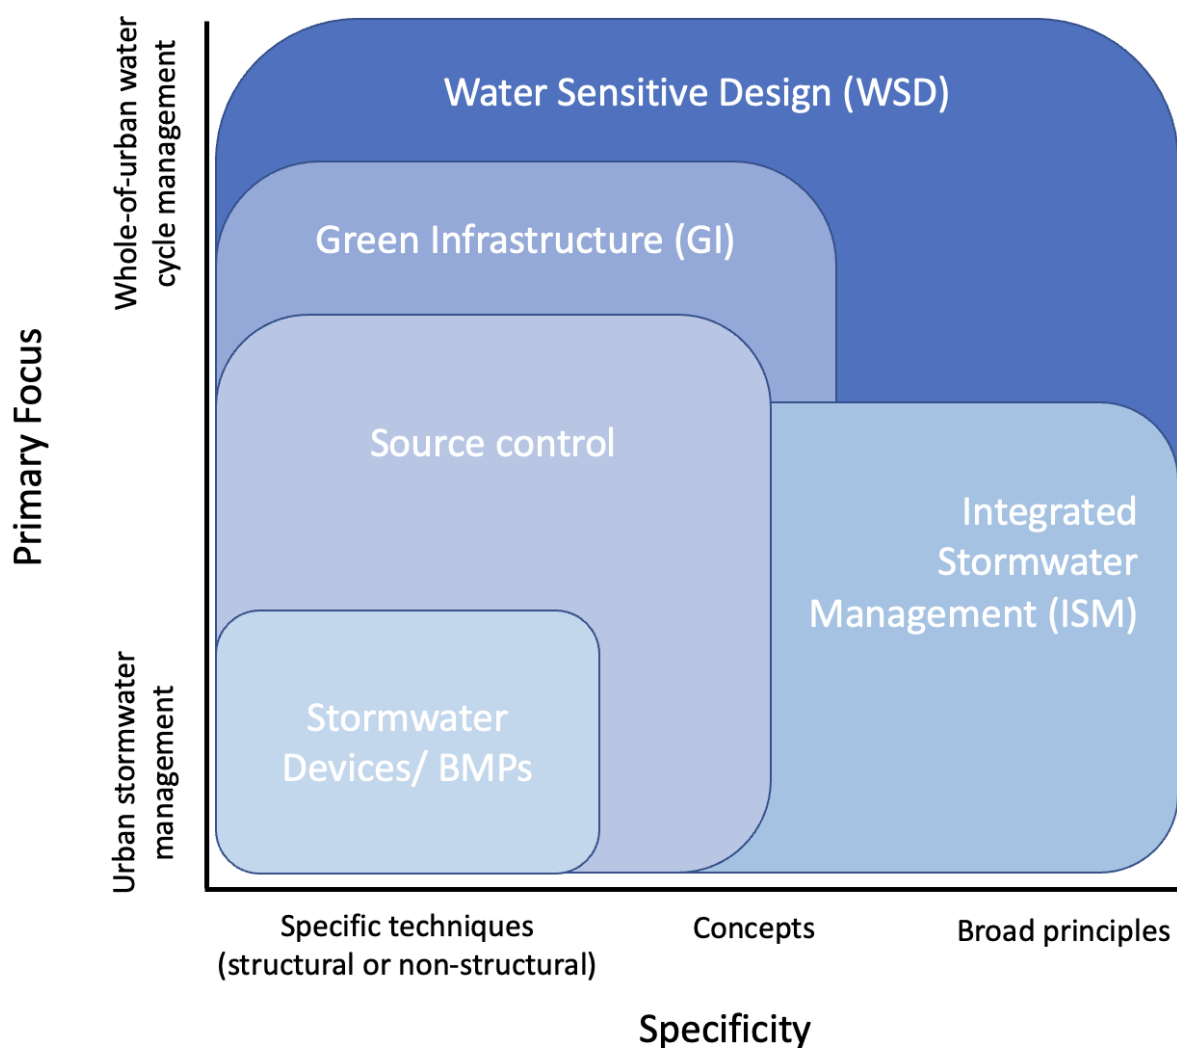 Water Sensitive Design (WSD)
Green Infrastructure (GI)
Source control
Integrated
Stormwater
Management (ISM)
Stormwater
Devices/ BMPs
Primary Focus
Whole-of-urban water
cycle management
Urban stormwater
management
Specific techniques
(structural or non-structural)
Concepts
Broad principles
Specificity